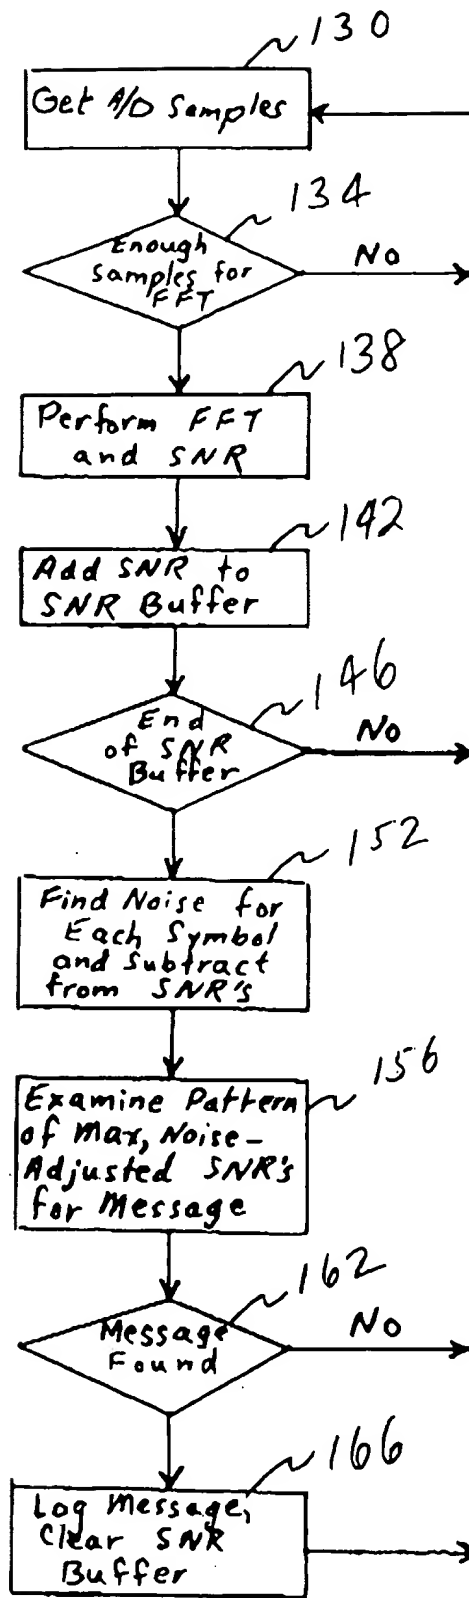 130
Get A/D Samples
134
Enough
Samples for
FFT
No
138
Perform FFT
and SNR
142
Add SNR to
SNR Buffer
146
End
of SNR
Buffer
No
152
Find Noise for
Each Symbol
and Subtract
from SNR's
156
Examine Pattern
of Max, Noise-
Adjusted SNR's
for Message
162
Message
Found
No
166
Log Message,
Clear SNR
Buffer